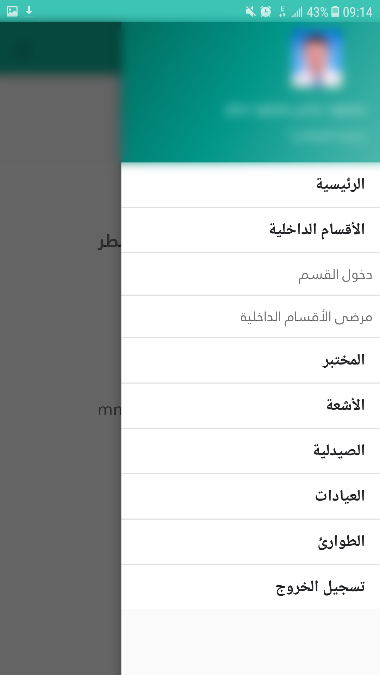 43% 09:14
الرئيسية
الأقسام الداخلية
دخول القسم
مرضى الأقسام الداخلية
المختبر
الأشعة
الصيدلية
العيادات
الطوارئ
تسجيل الخروج